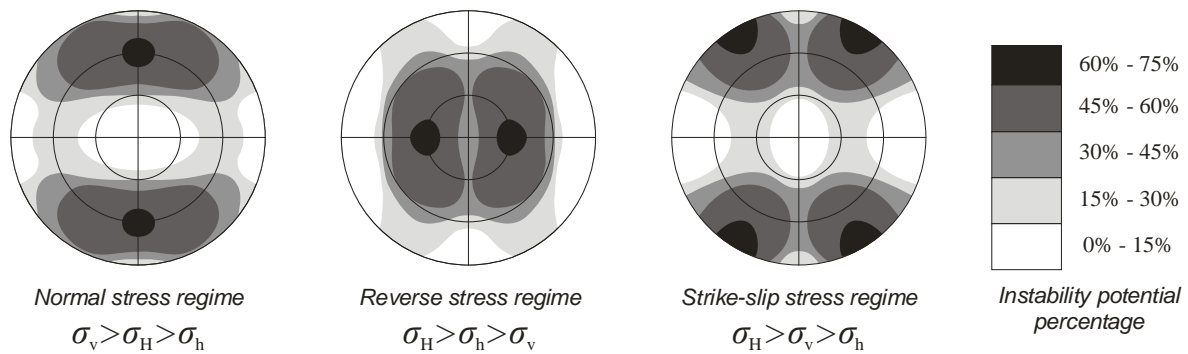 60% - 75%
45% - 60%
30% - 45%
15% - 30%
0% - 15%
Normal stress regime
Reverse stress regime
Strike-slip stress regime
Instability potential
percentage
σv>σH>σh
σH>σh>σv
σH>σv>σh